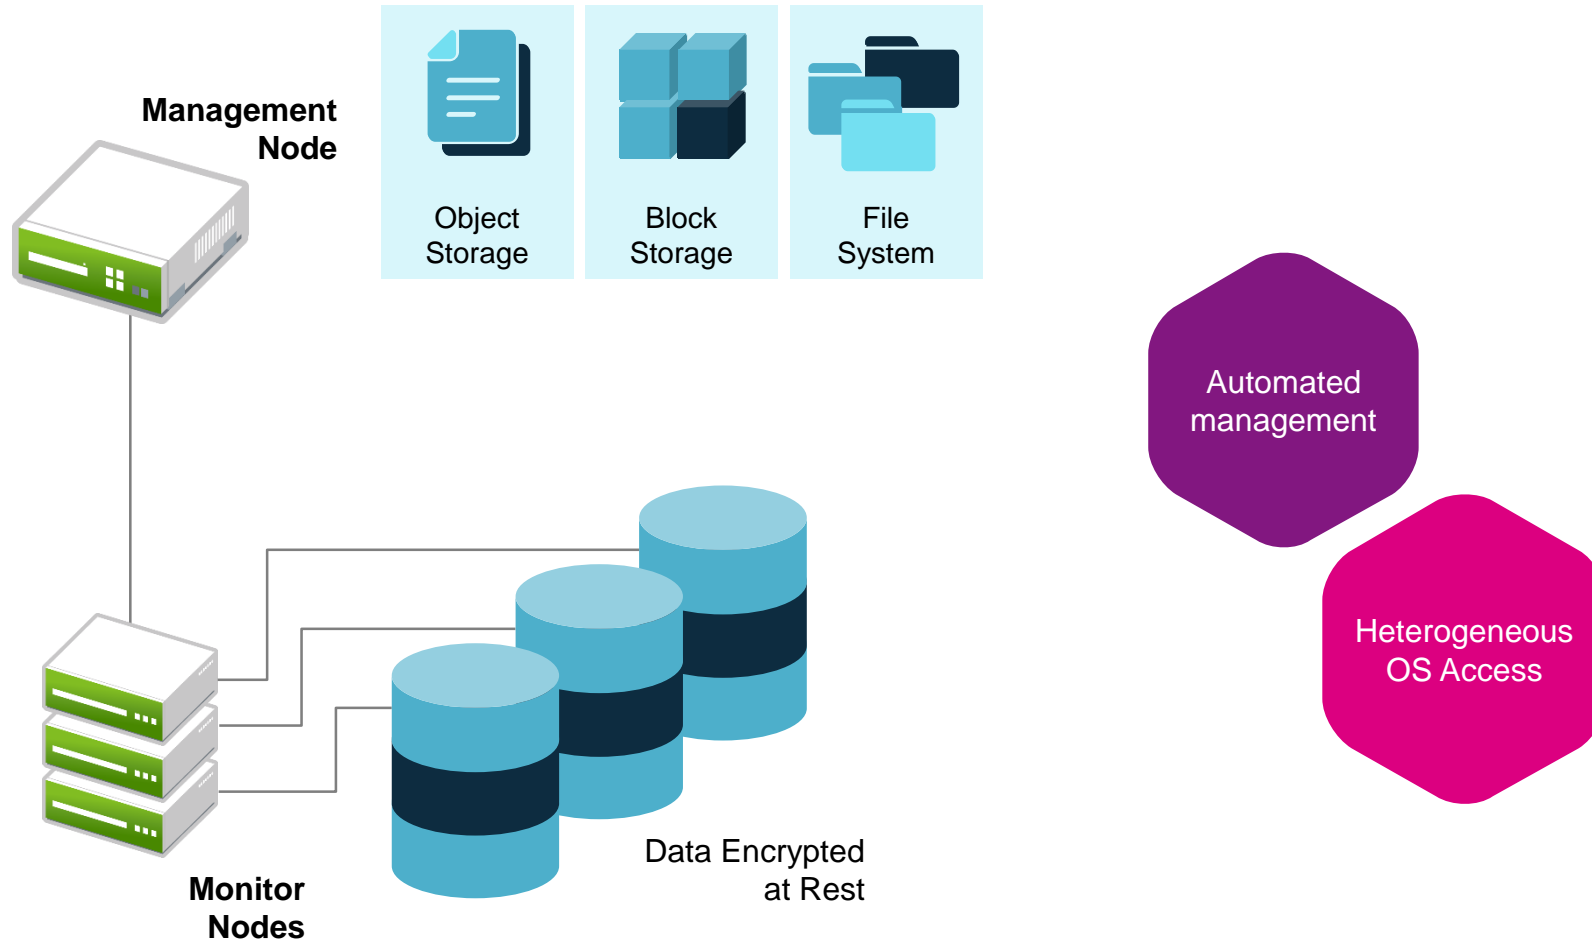 Management
Node
Object
Storage
Block
Storage
File
System
Automated
management
Heterogeneous
OS Access
Data Encrypted
at Rest
Monitor
Nodes